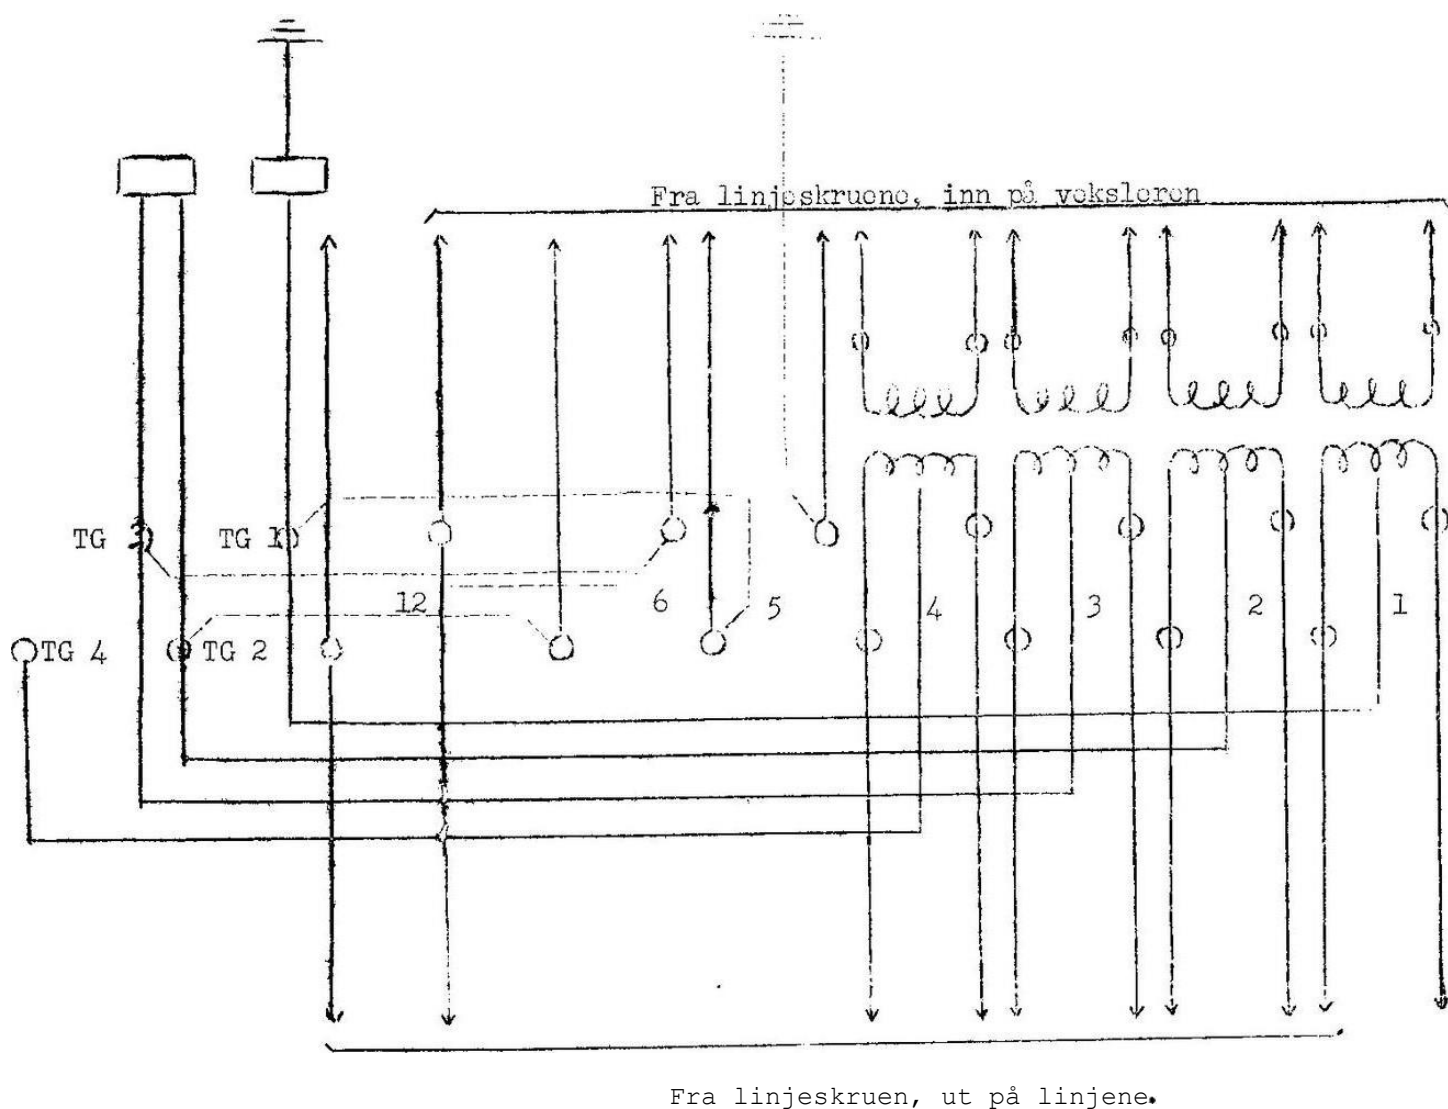 Fra linjeskruene, inn på veksleren
TG 3 TG 1
12 6 5 4 3 2 1
TG 4 TG 2
Fra linjeskruen, ut på linjene.